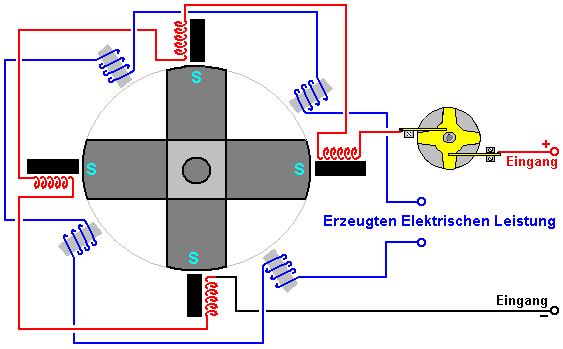 S
+
Eingang
S
S
Erzeugten Elektrischen Leistung
S
Eingang
−